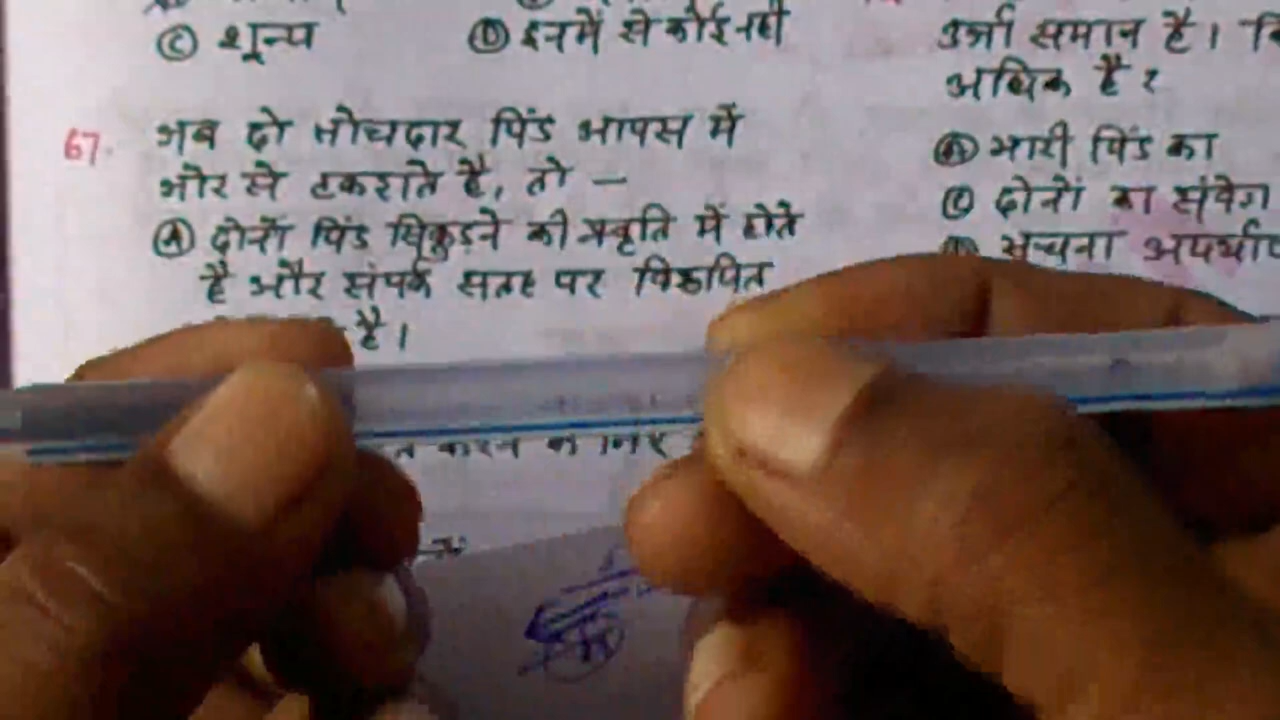 Ⓒ शून्य Ⓓ इनमें से कोई नहीं
67. जब दो लोचदार पिंड आपस में
जोर से टकराते है, तो —
Ⓐ दोनों पिंड सिकुड़ने की प्रवृति में होते
है और संपर्क सतह पर विरूपित
है।
ऊर्जा समान है।
अधिक है ?
Ⓐ भारी पिंड का
Ⓒ दोनों का संवेग
सूचना अपर्याप